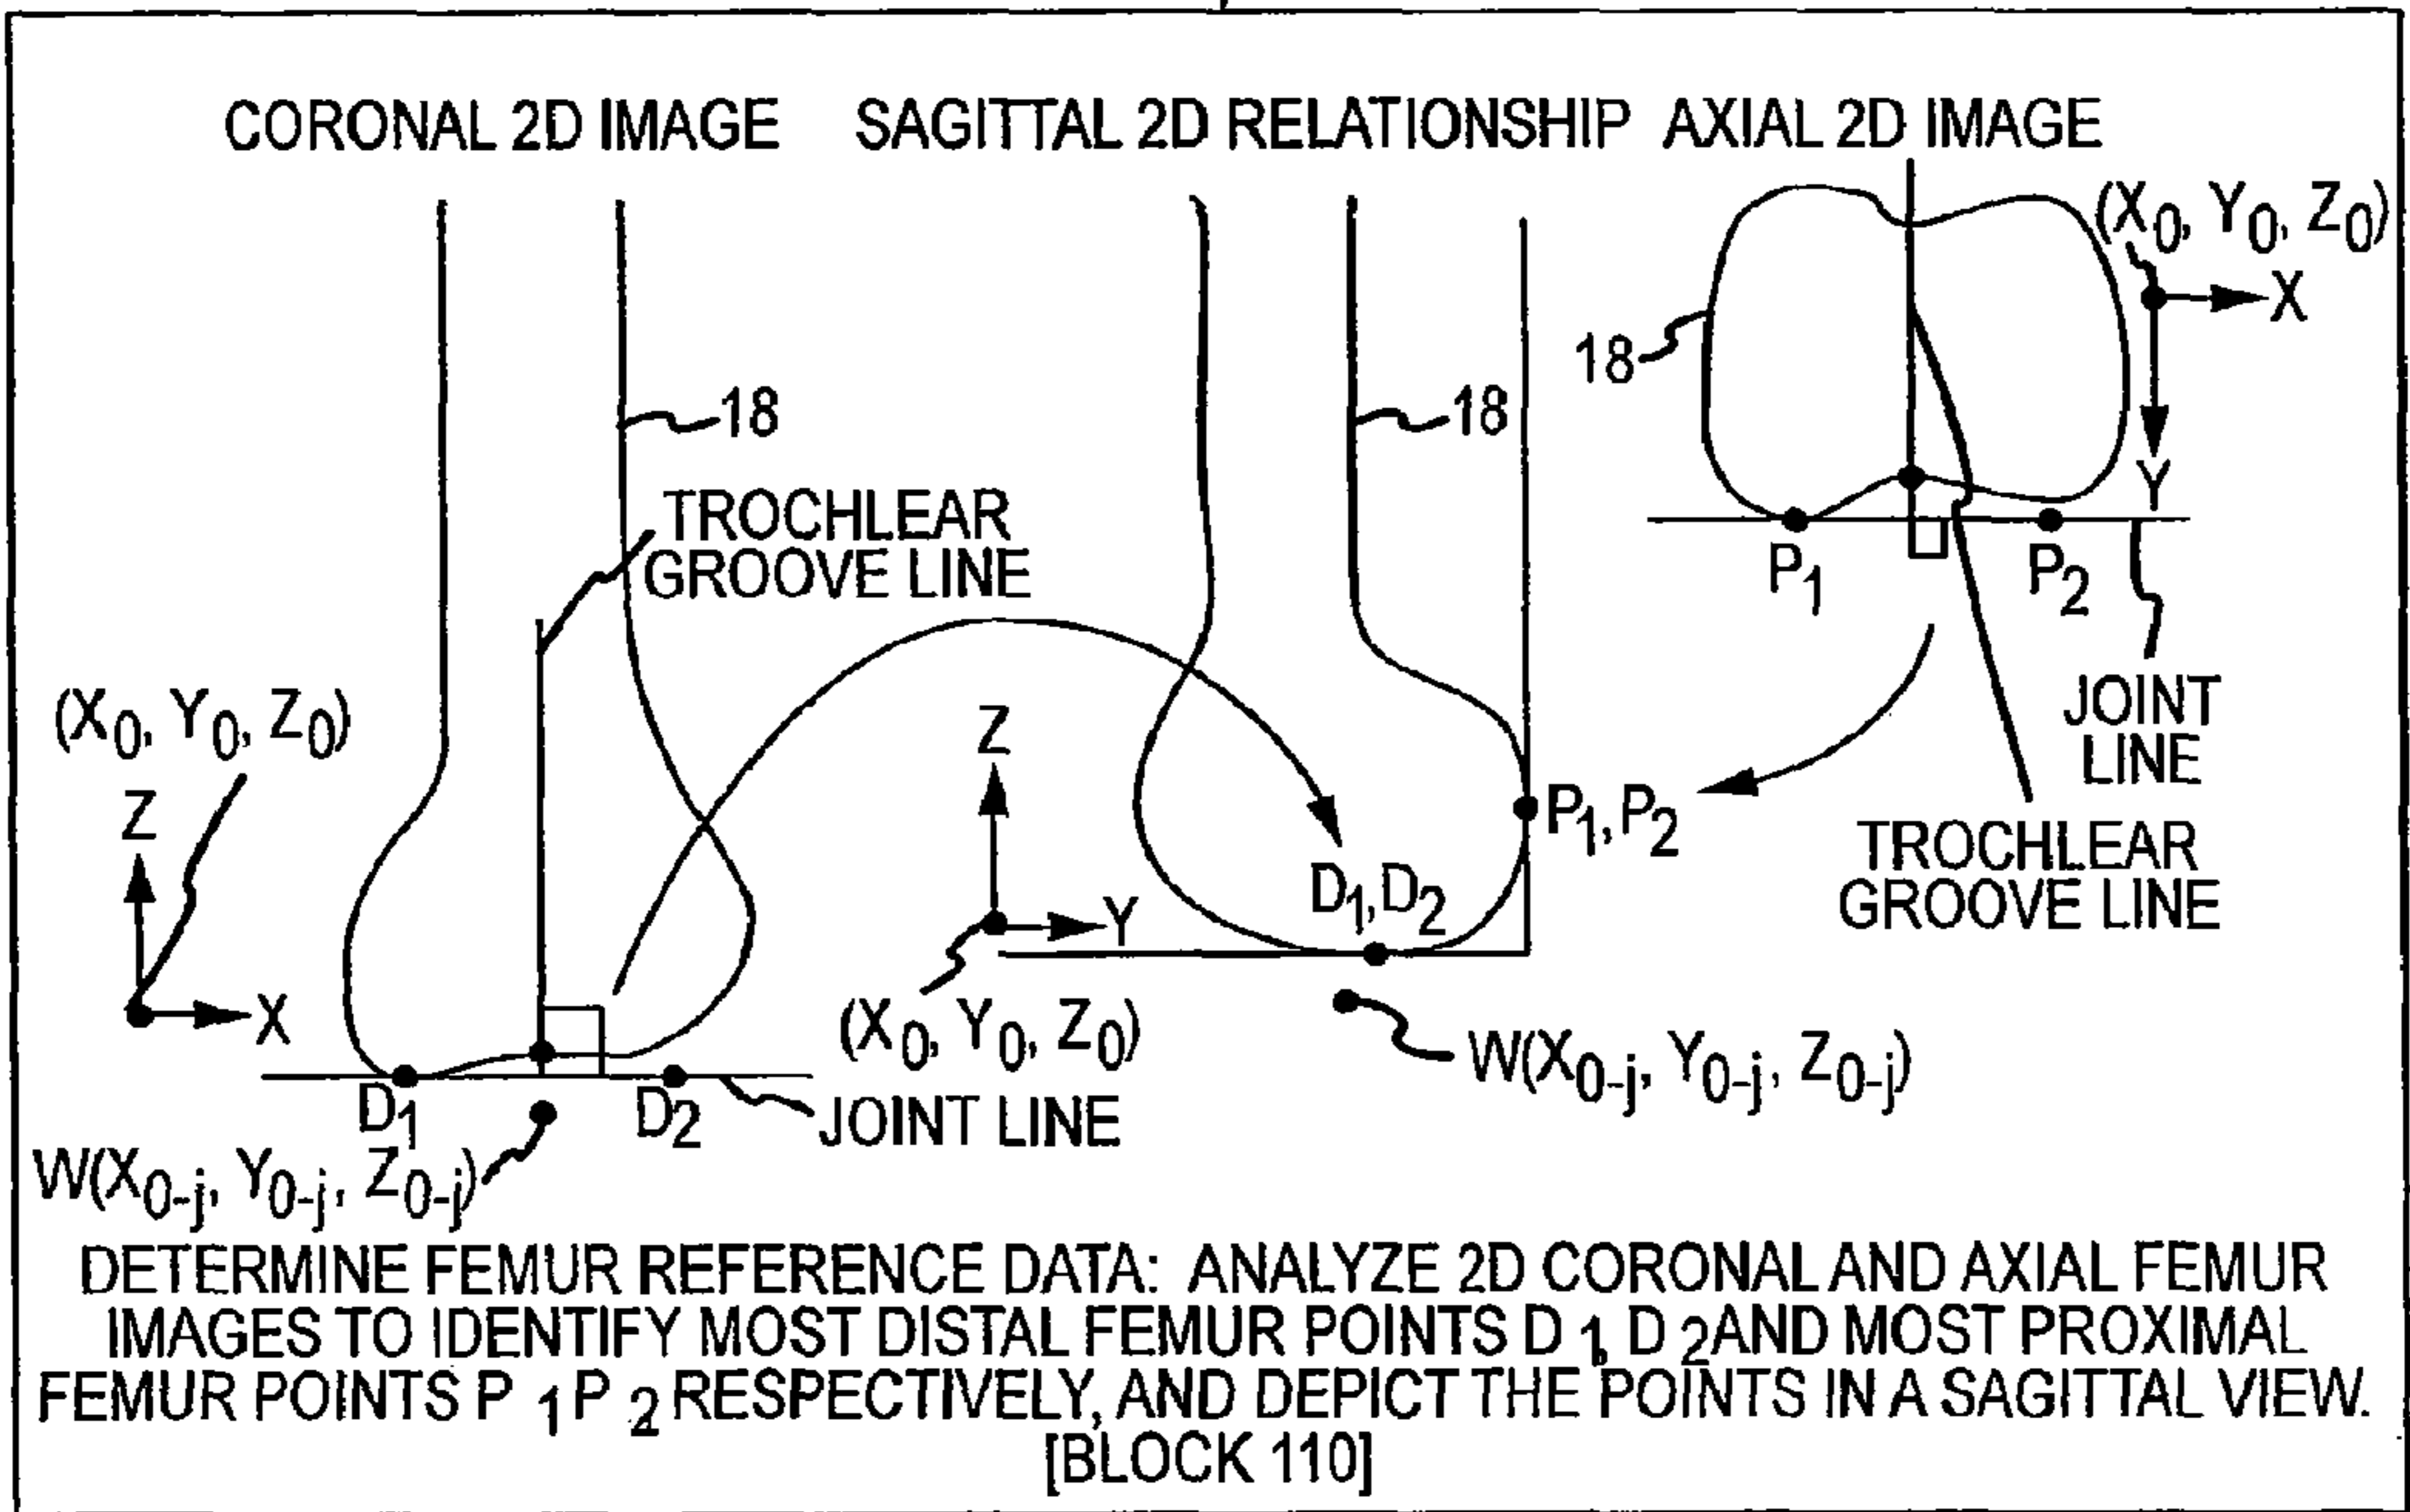 CORONAL 2D IMAGE
SAGITTAL 2D RELATIONSHIP
AXIAL 2D IMAGE
(X0, Y0, Z0)
X
Y
18
P1
P2
JOINT
LINE
TROCHLEAR
GROOVE LINE
18
18
TROCHLEAR
GROOVE LINE
(X0, Y0, Z0)
Z
X
Z
Y
P1, P2
D1, D2
(X0, Y0, Z0)
W(X0-j, Y0-j, Z0-j)
D1
D2
JOINT LINE
W(X0-j, Y0-j, Z0-j)
DETERMINE FEMUR REFERENCE DATA: ANALYZE 2D CORONAL AND AXIAL FEMUR
IMAGES TO IDENTIFY MOST DISTAL FEMUR POINTS D 1, D 2 AND MOST PROXIMAL
FEMUR POINTS P 1 P 2 RESPECTIVELY, AND DEPICT THE POINTS IN A SAGITTAL VIEW.
[BLOCK 110]